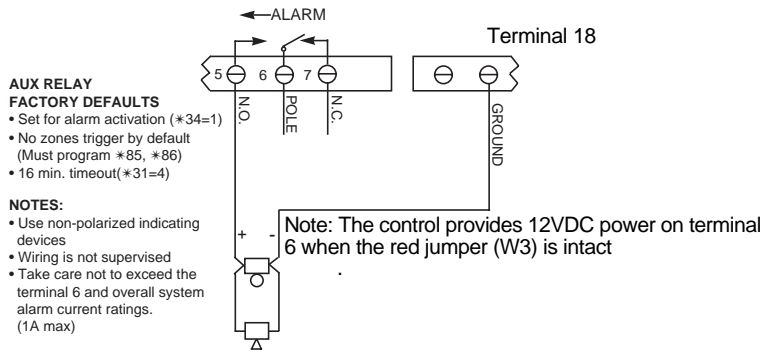 ALARM
Terminal 18
5 6 7
N.O. POLE N.C. GROUND
AUX RELAY
FACTORY DEFAULTS
• Set for alarm activation (✳34=1)
• No zones trigger by default
(Must program ✳85, ✳86)
• 16 min. timeout(✳31=4)
NOTES:
• Use non-polarized indicating
devices
• Wiring is not supervised
• Take care not to exceed the
terminal 6 and overall system
alarm current ratings.
(1A max)
+ -
Note: The control provides 12VDC power on terminal
6 when the red jumper (W3) is intact
.